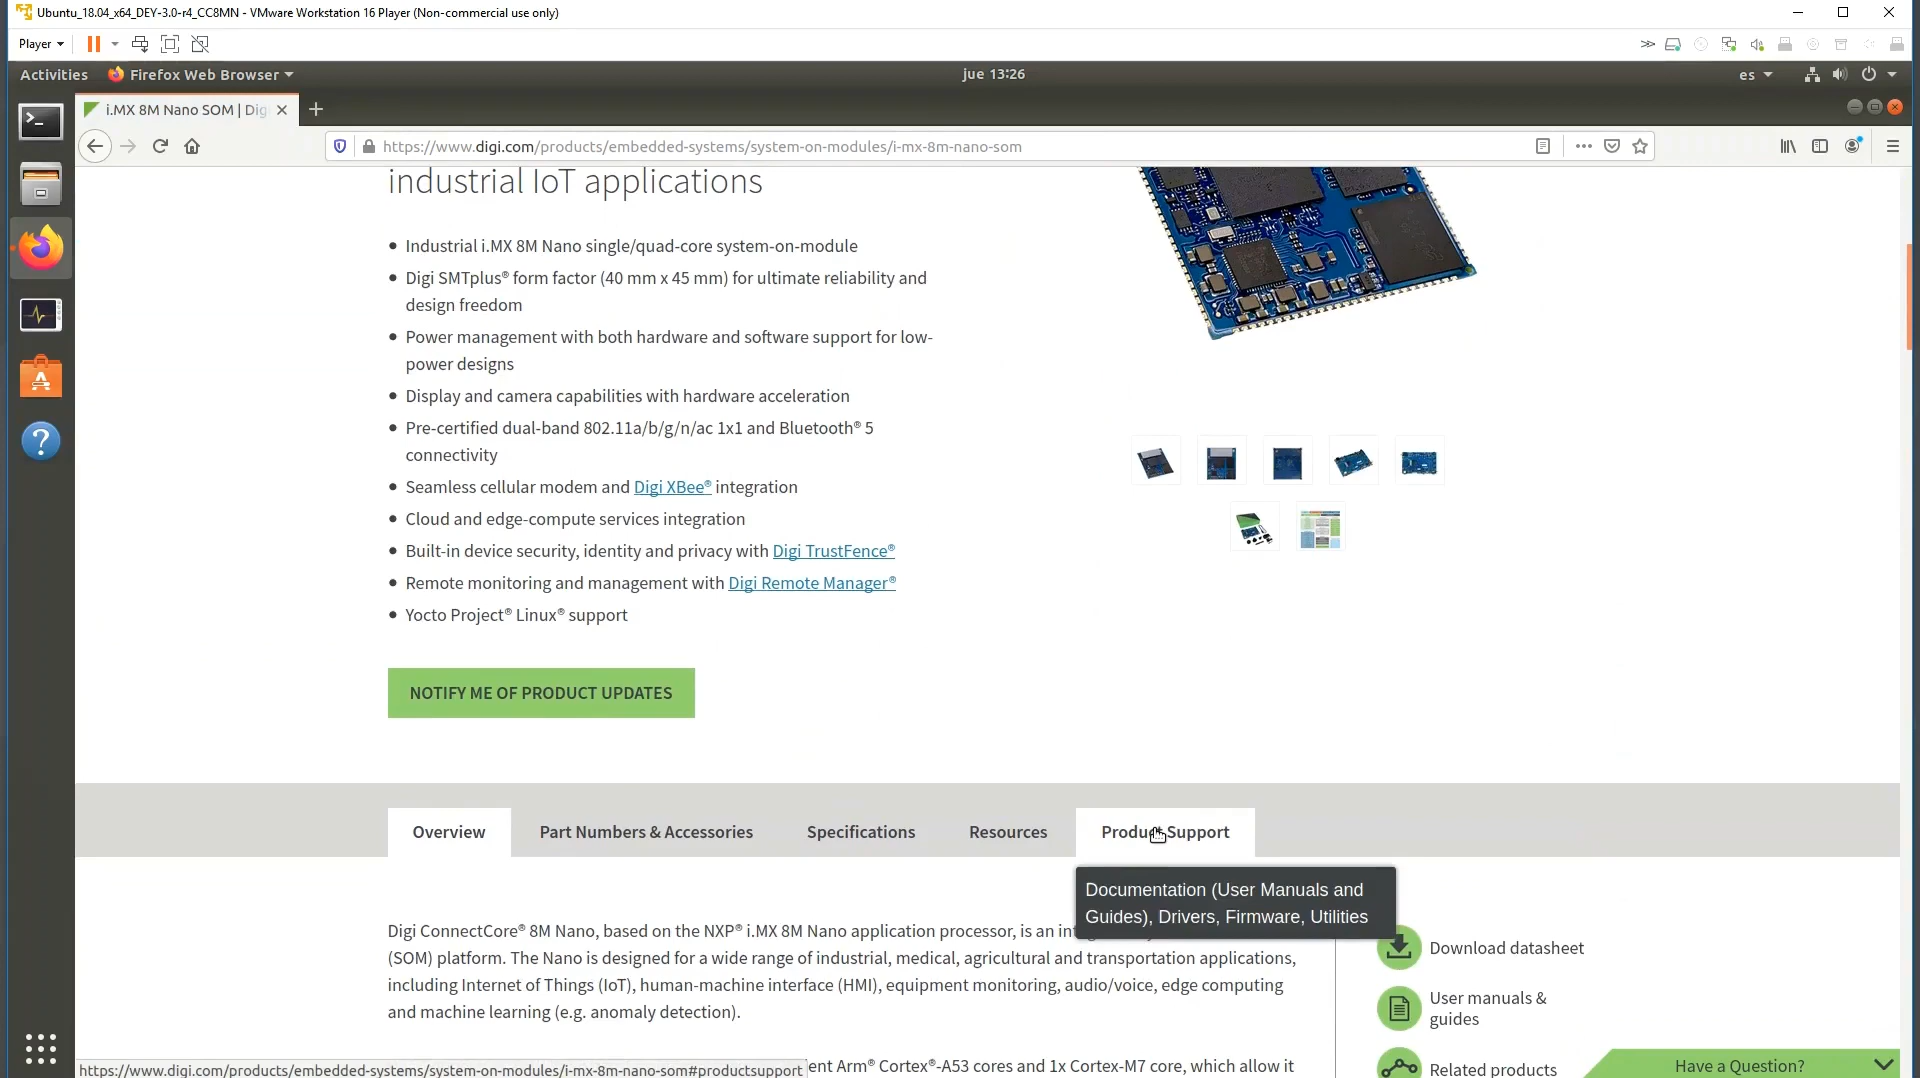 Ubuntu_18.04_x64_DEY-3.0-r4_CC8MN - VMware Workstation 16 Player (Non-commercial use only)
Player
Activities
Firefox Web Browser
jue 13:26
es
i.MX 8M Nano SOM | Dig
https://www.digi.com/products/embedded-systems/system-on-modules/i-mx-8m-nano-som
industrial IoT applications
Industrial i.MX 8M Nano single/quad-core system-on-module
Digi SMTplus® form factor (40 mm x 45 mm) for ultimate reliability and
design freedom
Power management with both hardware and software support for low-
power designs
Display and camera capabilities with hardware acceleration
Pre-certified dual-band 802.11a/b/g/n/ac 1x1 and Bluetooth® 5
connectivity
Seamless cellular modem and Digi XBee® integration
Cloud and edge-compute services integration
Built-in device security, identity and privacy with Digi TrustFence®
Remote monitoring and management with Digi Remote Manager®
Yocto Project® Linux® support
NOTIFY ME OF PRODUCT UPDATES
Overview
Part Numbers & Accessories
Specifications
Resources
Product Support
Documentation (User Manuals and
Guides), Drivers, Firmware, Utilities
Digi ConnectCore® 8M Nano, based on the NXP® i.MX 8M Nano application processor, is an
(SOM) platform. The Nano is designed for a wide range of industrial, medical, agricultural and transportation applications,
including Internet of Things (IoT), human-machine interface (HMI), equipment monitoring, audio/voice, edge computing
and machine learning (e.g. anomaly detection).
ent Arm® Cortex®-A53 cores and 1x Cortex-M7 core, which allow it
Download datasheet
User manuals &
guides
Related products
Have a Question?
https://www.digi.com/products/embedded-systems/system-on-modules/i-mx-8m-nano-som#productsupport